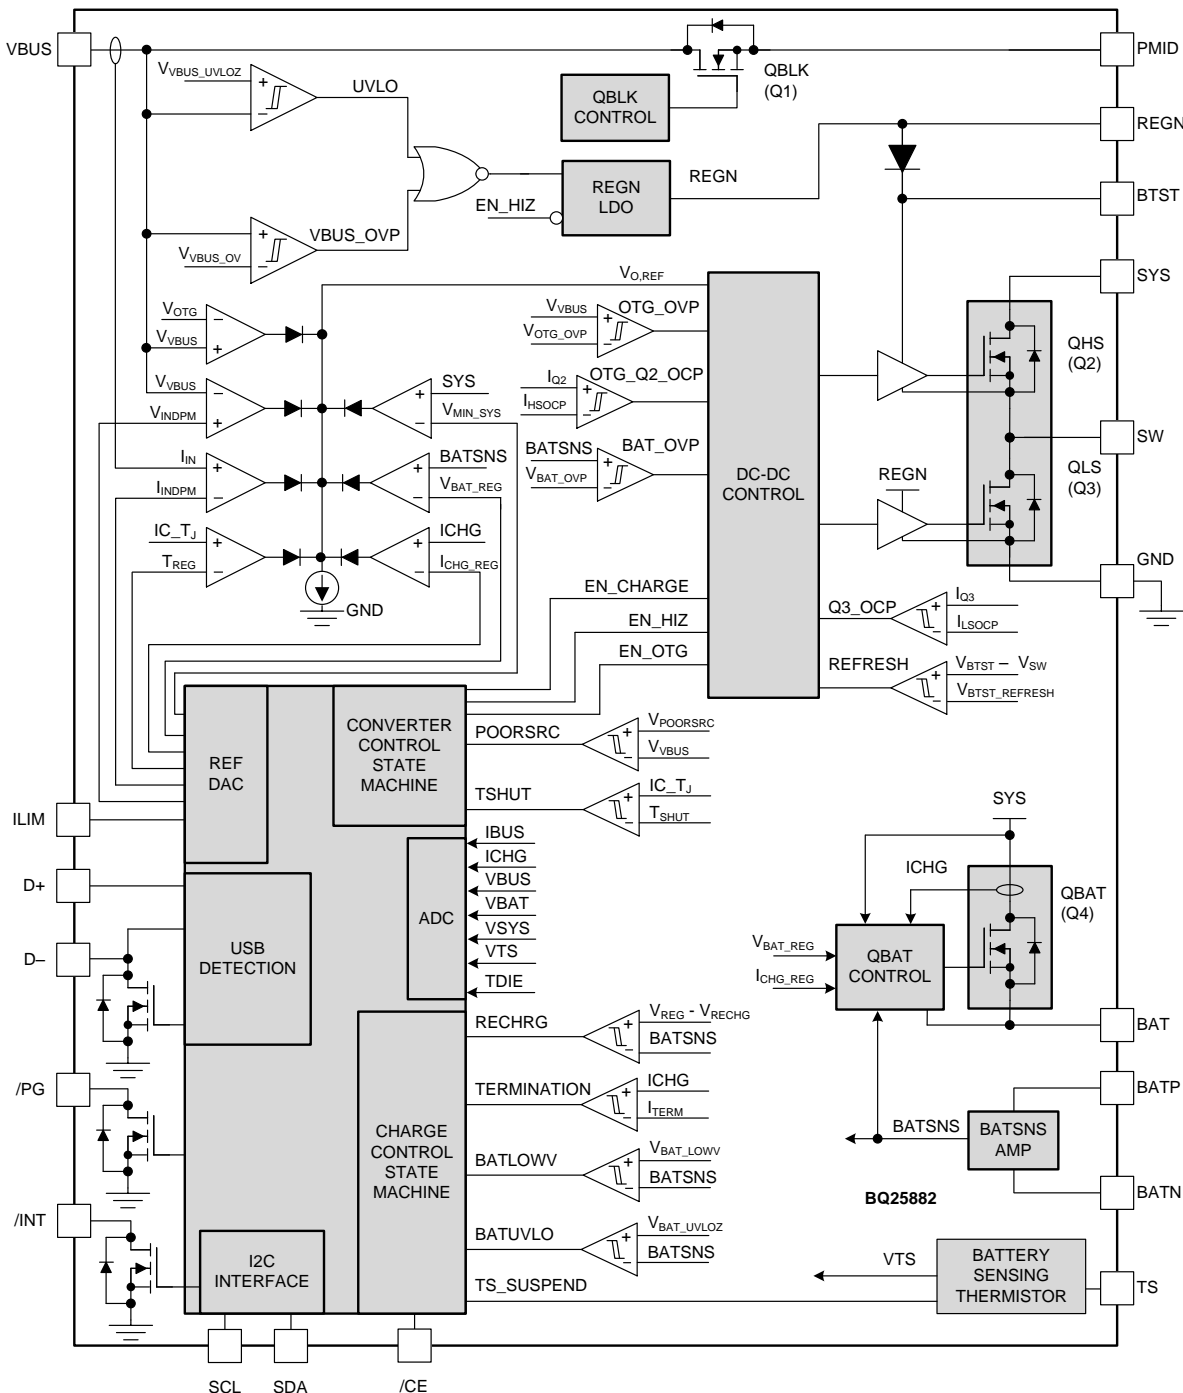 VBUS
PMID
V_VBUS_UVLOZ
UVLO
QBLK
(Q1)
QBLK
CONTROL
REGN
REGN
LDO
REGN
EN_HIZ
BTST
VBUS_OVP
V_VBUS_OV
V_O,REF
SYS
V_OTG
V_VBUS
V_VBUS
V_OTG_OVP
OTG_OVP
QHS
(Q2)
V_VBUS
V_INDPM
SYS
V_MIN_SYS
I_Q2
I_HSOCP
OTG_Q2_OCP
SW
I_IN
I_INDPM
BATSNS
V_BAT_REG
BATSNS
V_BAT_OVP
BAT_OVP
DC-DC
CONTROL
REGN
QLS
(Q3)
IC_T_J
T_REG
ICHG
I_CHG_REG
GND
GND
EN_CHARGE
EN_HIZ
EN_OTG
Q3_OCP
I_Q3
I_LSOCP
REFRESH
V_BTST – V_SW
V_BTST_REFRESH
REF
DAC
CONVERTER
CONTROL
STATE
MACHINE
POORSRC
V_POORSRC
V_VBUS
TSHUT
IC_T_J
T_SHUT
ILIM
IBUS
ICHG
VBUS
VBAT
VSYS
VTS
TDIE
ADC
SYS
ICHG
QBAT
(Q4)
D+
D–
USB
DETECTION
V_BAT_REG
I_CHG_REG
QBAT
CONTROL
RECHRG
V_REG - V_RECHG
BATSNS
BAT
/PG
TERMINATION
ICHG
I_TERM
BATP
CHARGE
CONTROL
STATE
MACHINE
BATLOWV
V_BAT_LOWV
BATSNS
BATSNS
BATSNS
AMP
BQ25882
BATN
/INT
BATUVLO
V_BAT_UVLOZ
BATSNS
I2C
INTERFACE
TS_SUSPEND
VTS
BATTERY
SENSING
THERMISTOR
TS
SCL
SDA
/CE